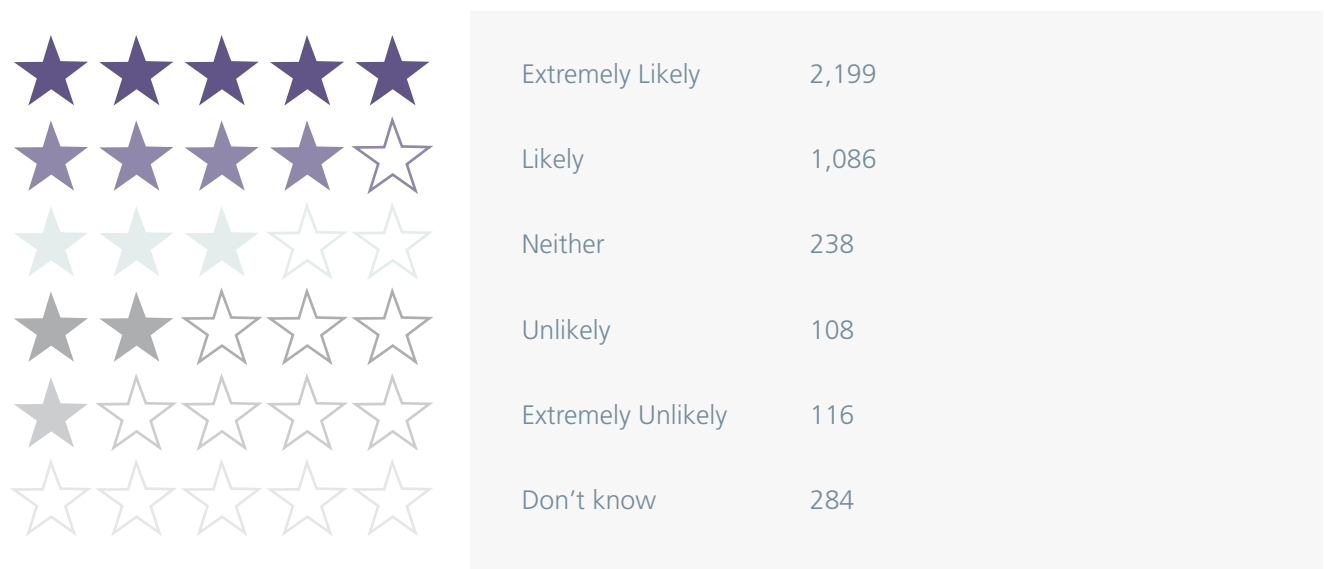 Extremely Likely 2,199
Likely 1,086
Neither 238
Unlikely 108
Extremely Unlikely 116
Don’t know 284